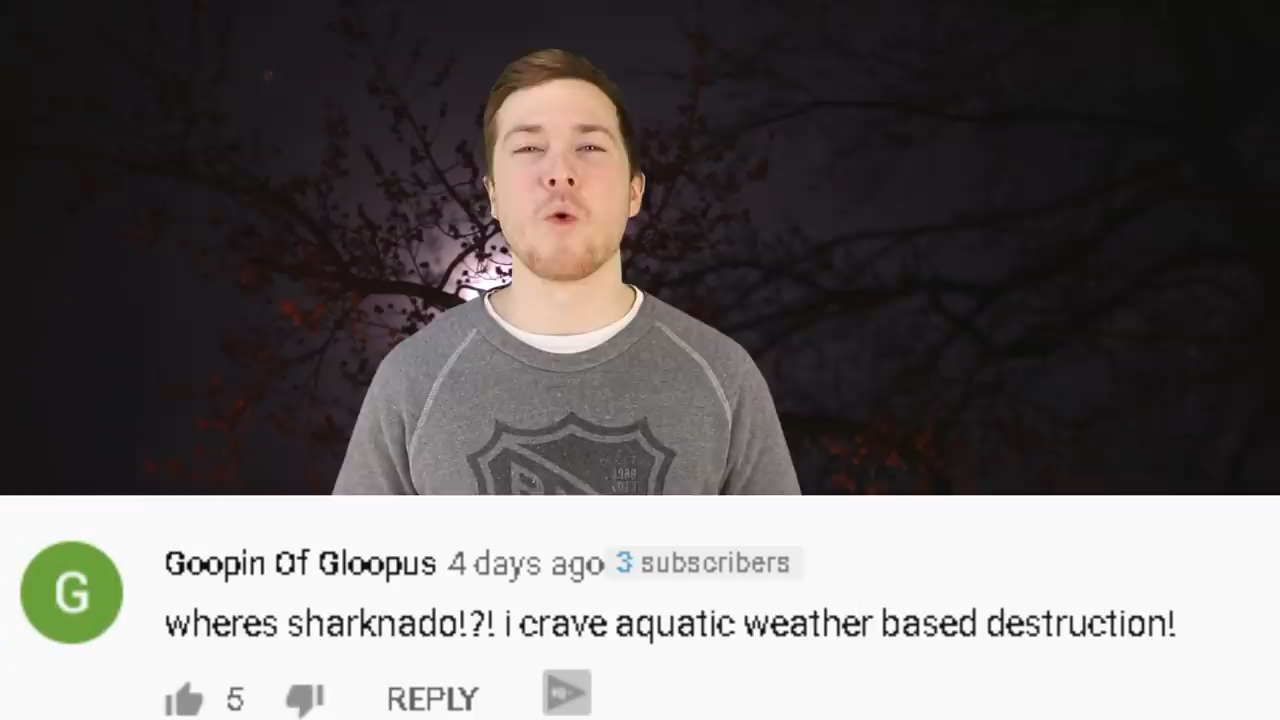 Goopin Of Gloopus 4 days ago 3 subscribers
wheres sharknado!?! i crave aquatic weather based destruction!
5 REPLY
G